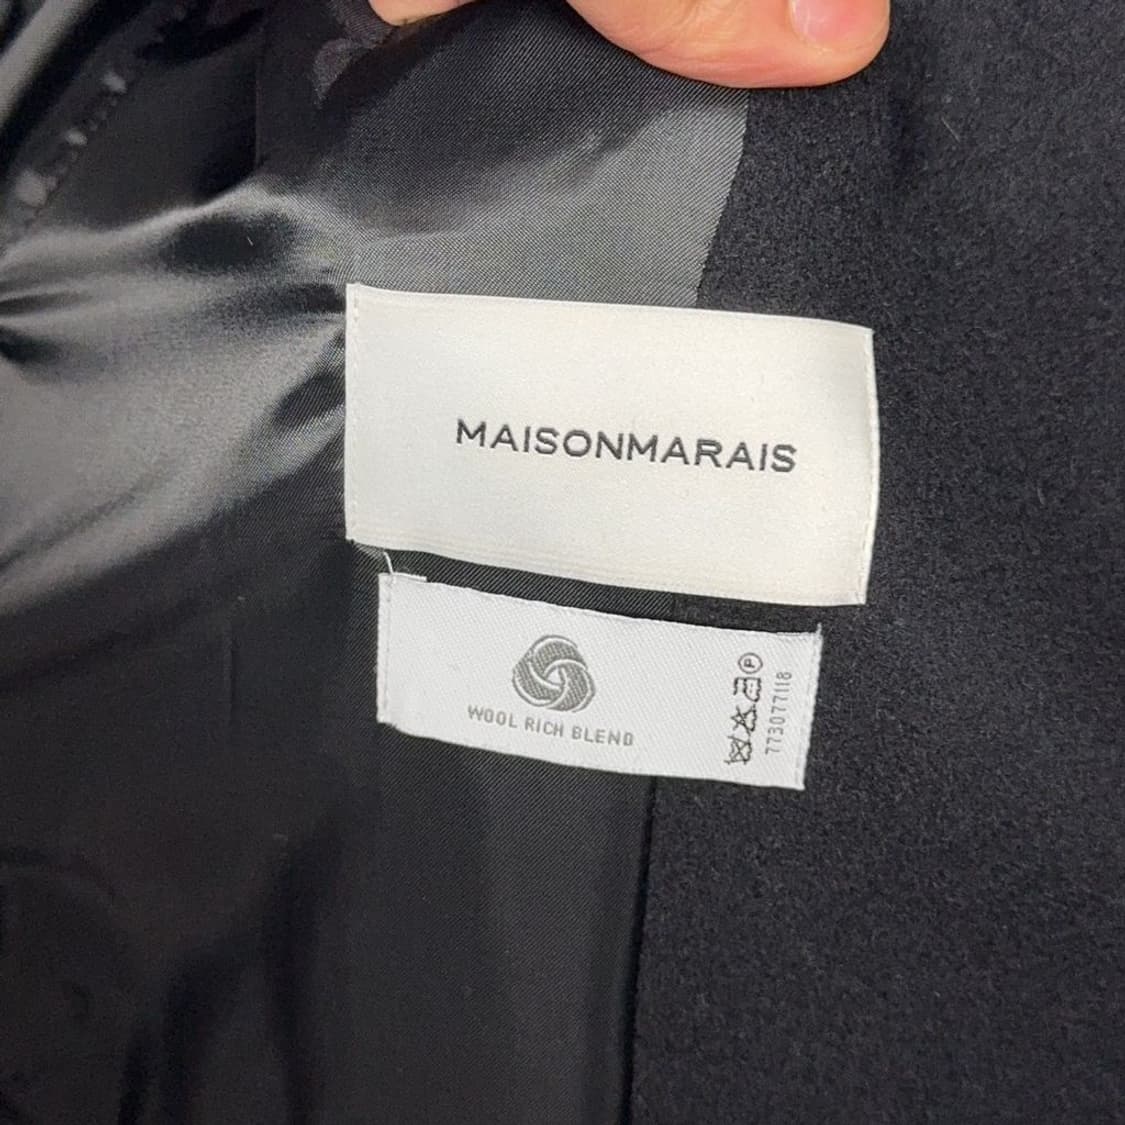 MAISONMARAIS
WOOL RICH BLEND
P
773077118